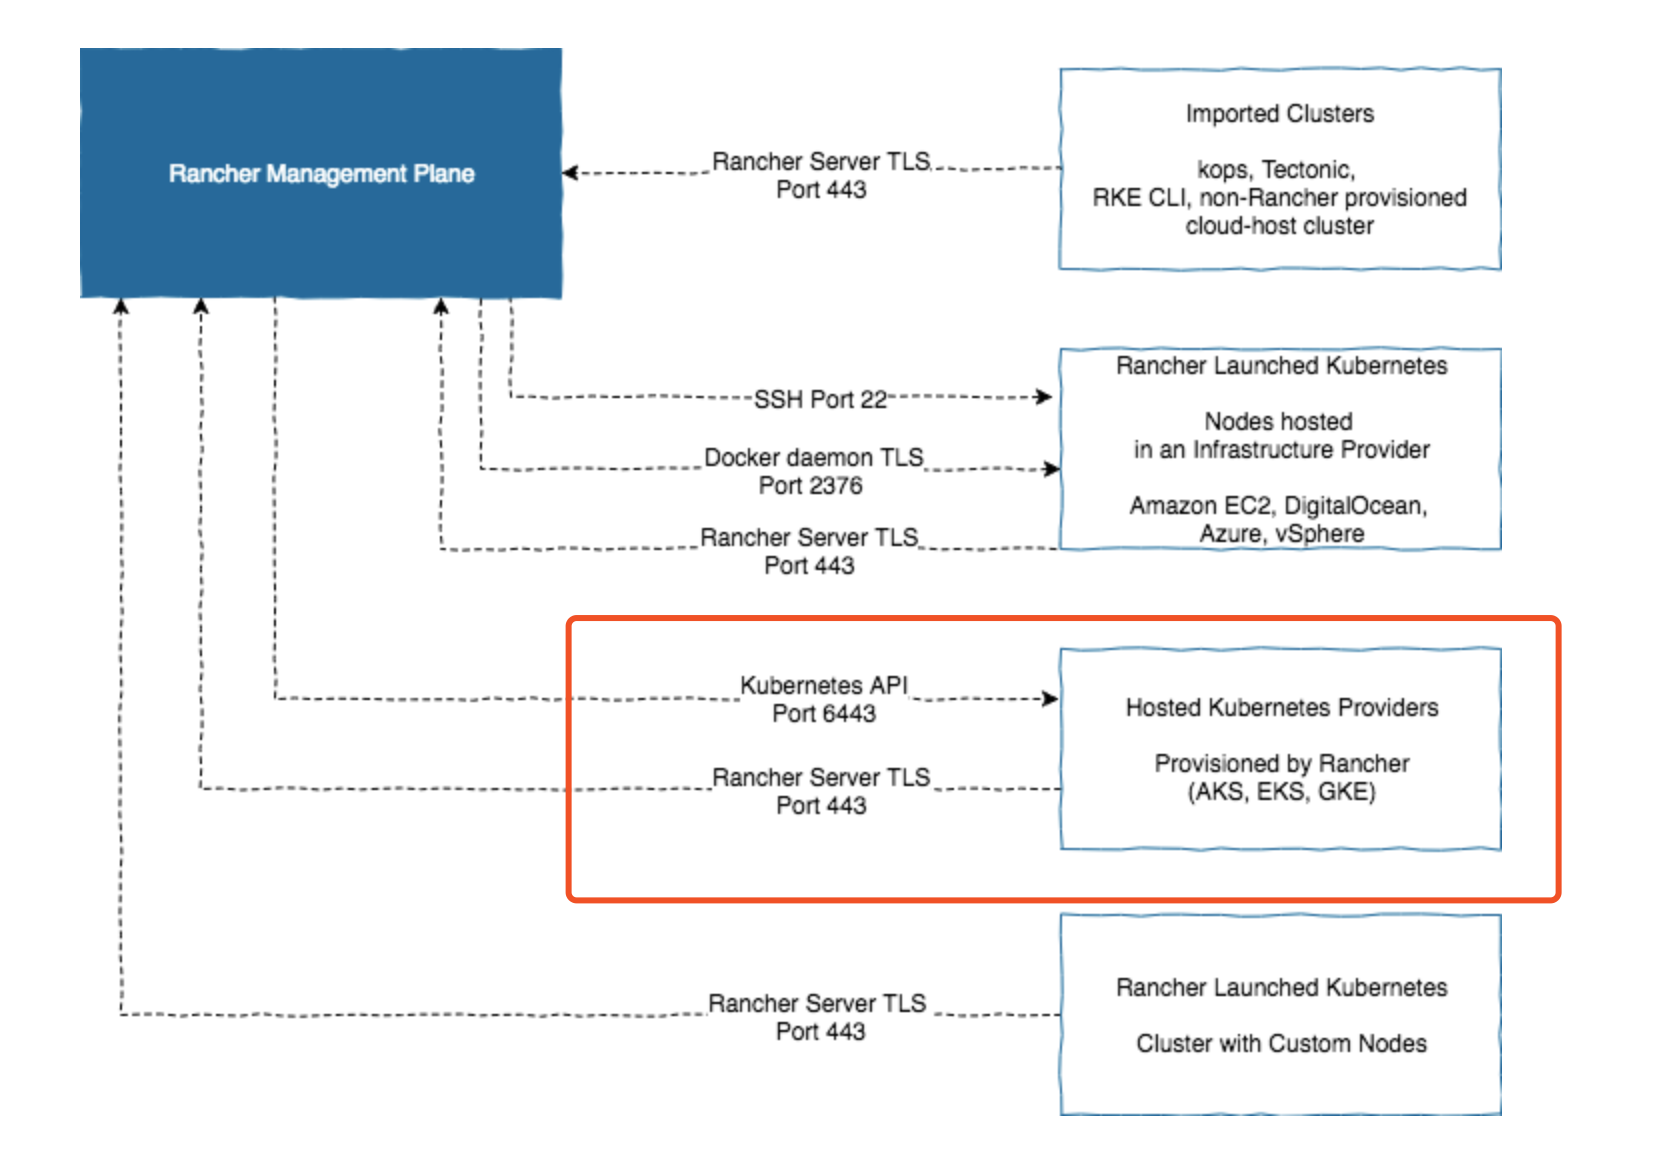 Rancher Management Plane
Rancher Server TLS
Port 443
Imported Clusters
kops, Tectonic,
RKE CLI, non-Rancher provisioned
cloud-host cluster
SSH Port 22
Docker daemon TLS
Port 2376
Rancher Server TLS
Port 443
Rancher Launched Kubernetes
Nodes hosted
in an Infrastructure Provider
Amazon EC2, DigitalOcean,
Azure, vSphere
Kubernetes API
Port 6443
Rancher Server TLS
Port 443
Hosted Kubernetes Providers
Provisioned by Rancher
(AKS, EKS, GKE)
Rancher Server TLS
Port 443
Rancher Launched Kubernetes
Cluster with Custom Nodes